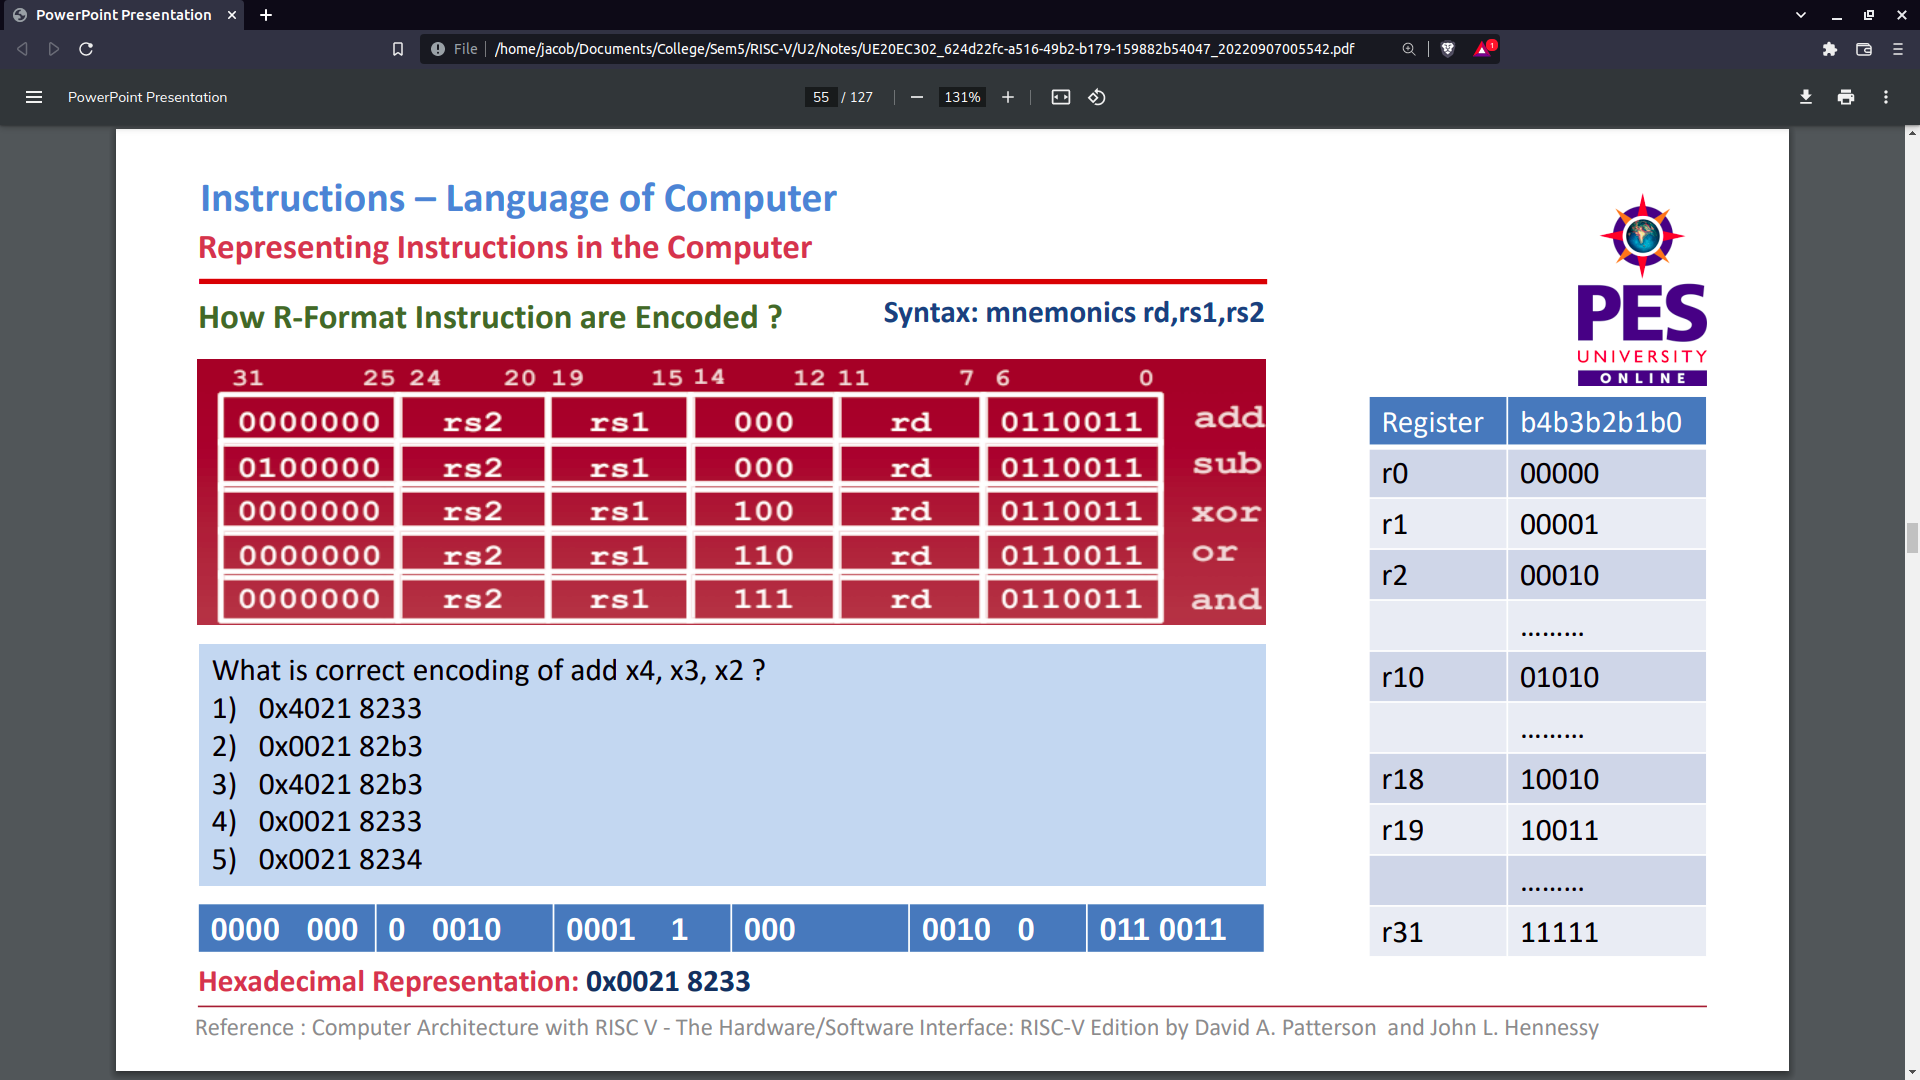 PowerPoint Presentation
File
/home/jacob/Documents/College/Sem5/RISC-V/U2/Notes/UE20EC302_624d22fc-a516-49b2-b179-159882b54047_20220907005542.pdf
1
PowerPoint Presentation
55 / 127
131%
Instructions – Language of Computer
Representing Instructions in the Computer
How R-Format Instruction are Encoded ?
Syntax: mnemonics rd,rs1,rs2
PES
UNIVERSITY
ONLINE
31 25 24 20 19 15 14 12 11 7 6 0
0000000 rs2 rs1 000 rd 0110011 add
0100000 rs2 rs1 000 rd 0110011 sub
0000000 rs2 rs1 100 rd 0110011 xor
0000000 rs2 rs1 110 rd 0110011 or
0000000 rs2 rs1 111 rd 0110011 and
What is correct encoding of add x4, x3, x2 ?
1) 0x4021 8233
2) 0x0021 82b3
3) 0x4021 82b3
4) 0x0021 8233
5) 0x0021 8234
0000 000 0 0010 0001 1 000 0010 0 011 0011
Hexadecimal Representation: 0x0021 8233
Register b4b3b2b1b0
r0 00000
r1 00001
r2 00010
………
r10 01010
………
r18 10010
r19 10011
………
r31 11111
Reference : Computer Architecture with RISC V - The Hardware/Software Interface: RISC-V Edition by David A. Patterson and John L. Hennessy